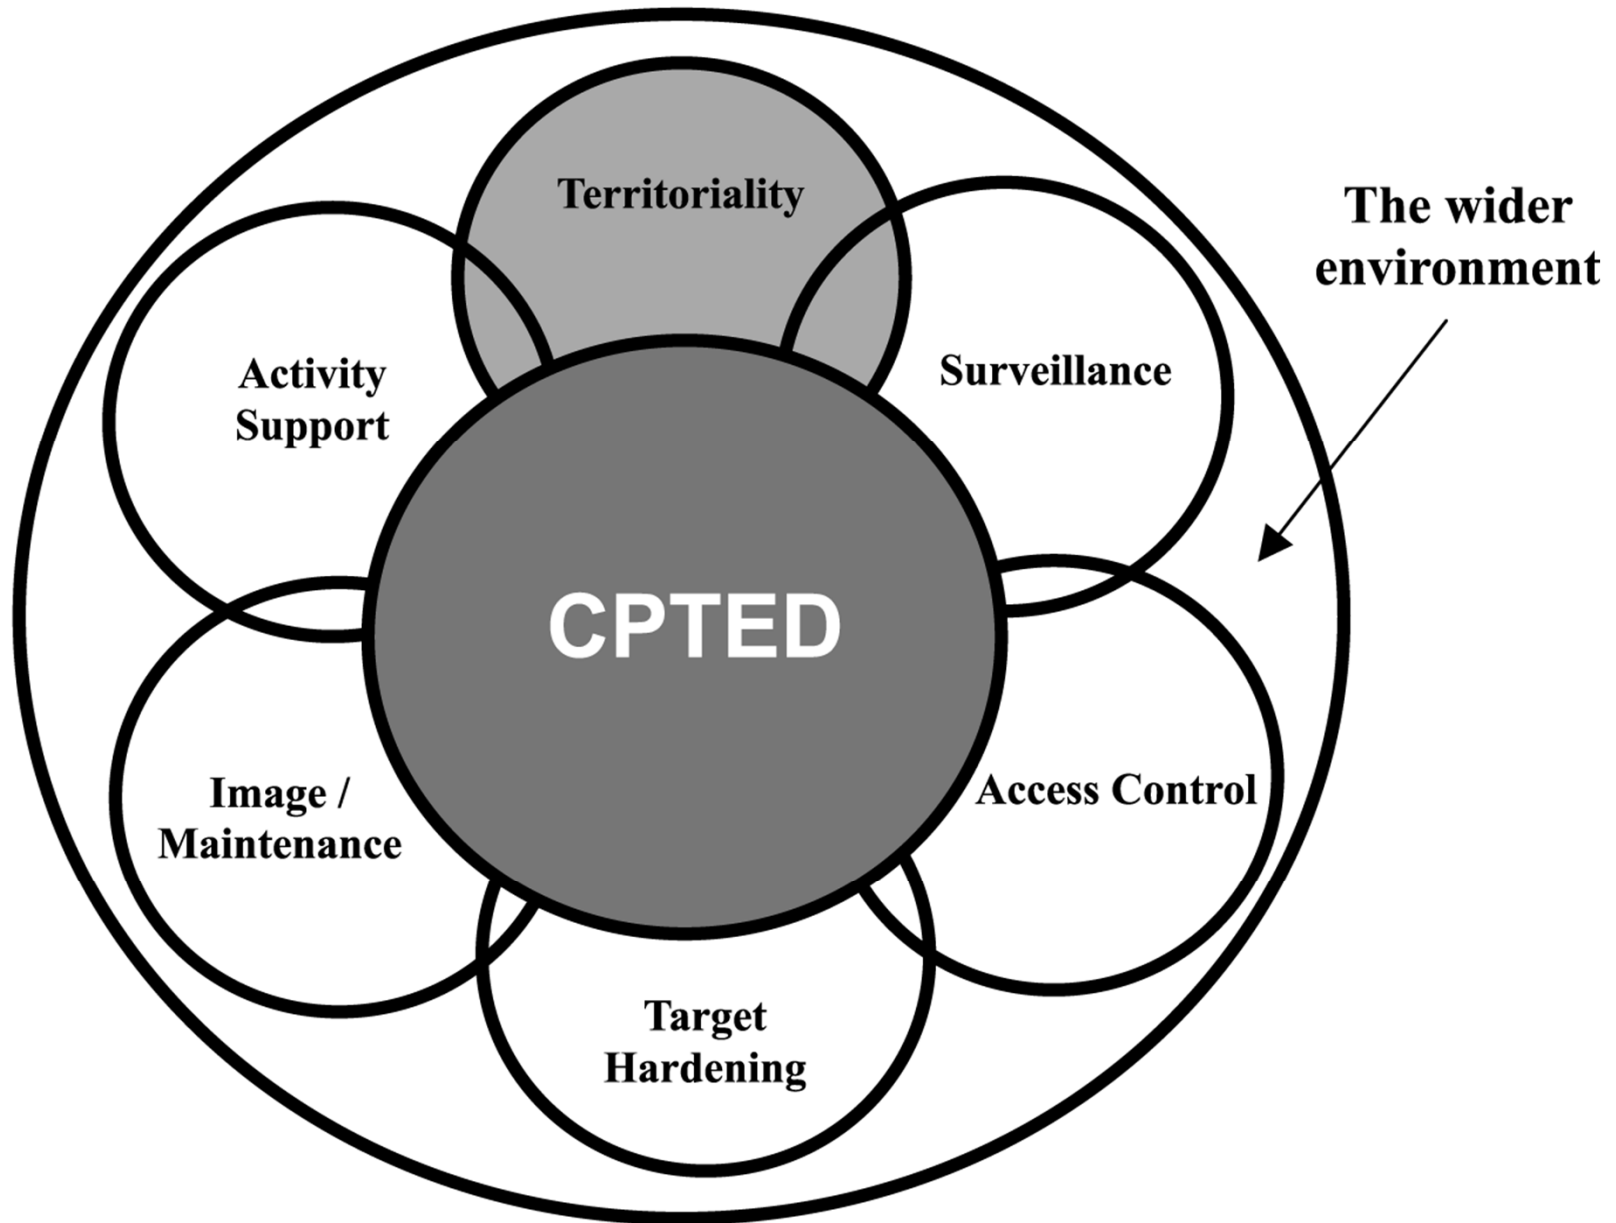 Territoriality
The wider
environment
Surveillance
Activity
Support
CPTED
Access Control
Image /
Maintenance
Target
Hardening